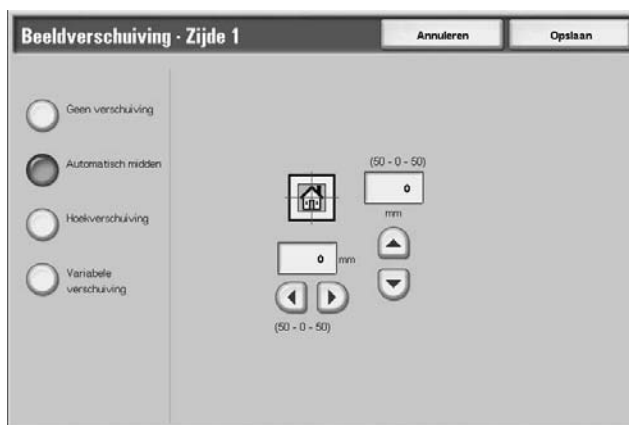 Beeldverschuiving · Zijde 1
Annuleren
Opslaan
Geen verschuiving
Automatisch midden
Hoekverschuiving
Variabele
verschuiving
(50 - 0 - 50)
0
mm
0 mm
(50 - 0 - 50)